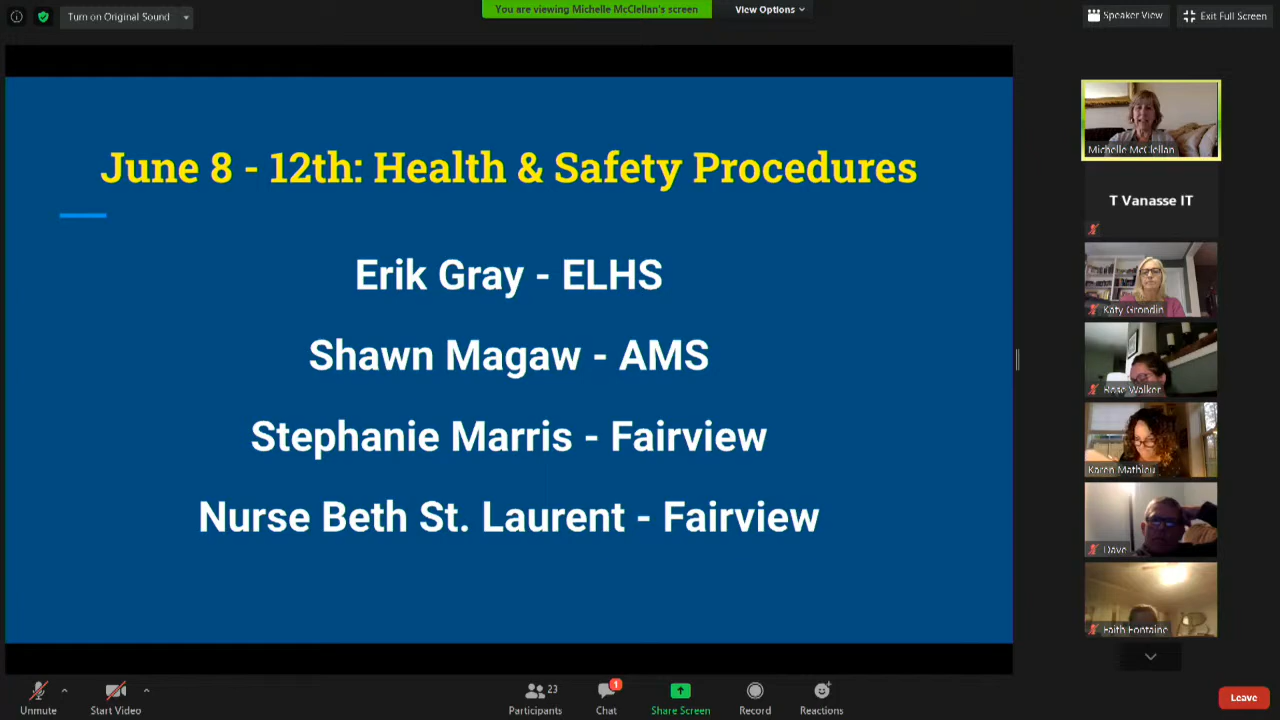 Turn on Original Sound
You are viewing Michelle McClellan's screen
View Options
Speaker View
Exit Full Screen
June 8 - 12th: Health & Safety Procedures
Erik Gray - ELHS
Shawn Magaw - AMS
Stephanie Marris - Fairview
Nurse Beth St. Laurent - Fairview
Michelle McClellan
T Vanasse IT
Katy Grondin
Rose Walker
Karen Mathieu
Dave
Faith Fontaine
Unmute
Start Video
23
Participants
1
Chat
Share Screen
Record
Reactions
Leave